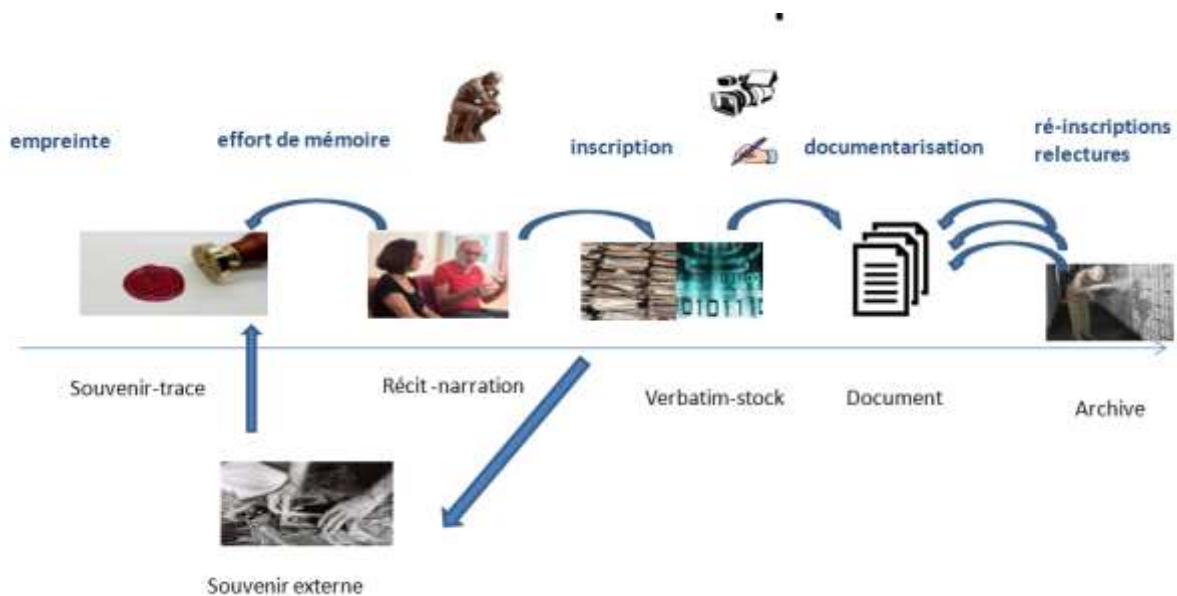 empreinte
effort de mémoire
inscription
documentarisation
ré-inscriptions
relectures
010111
Souvenir-trace
Récit -narration
Verbatim-stock
Document
Archive
Souvenir externe